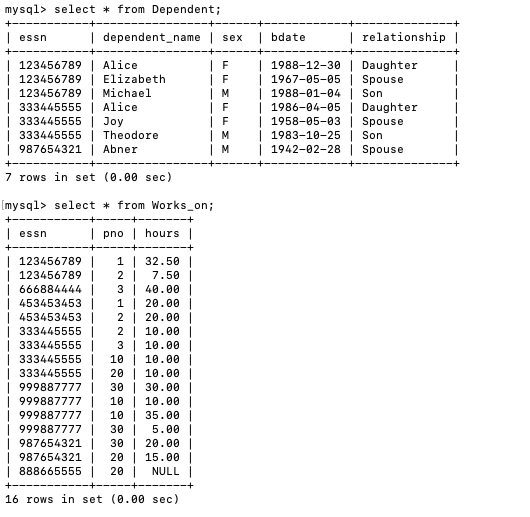 mysql> select * from Dependent;
+-----------+----------------+-----+------------+--------------+
| essn      | dependent_name | sex | bdate      | relationship |
+-----------+----------------+-----+------------+--------------+
| 123456789 | Alice          | F   | 1988-12-30 | Daughter     |
| 123456789 | Elizabeth      | F   | 1967-05-05 | Spouse       |
| 123456789 | Michael        | M   | 1988-01-04 | Son          |
| 333445555 | Alice          | F   | 1986-04-05 | Daughter     |
| 333445555 | Joy            | F   | 1958-05-03 | Spouse       |
| 333445555 | Theodore       | M   | 1983-10-25 | Son          |
| 987654321 | Abner          | M   | 1942-02-28 | Spouse       |
+-----------+----------------+-----+------------+--------------+
7 rows in set (0.00 sec)
[mysql> select * from Works_on;
+-----------+-----+-------+
| essn      | pno | hours |
+-----------+-----+-------+
| 123456789 |   1 | 32.50 |
| 123456789 |   2 |  7.50 |
| 666884444 |   3 | 40.00 |
| 453453453 |   1 | 20.00 |
| 453453453 |   2 | 20.00 |
| 333445555 |   2 | 10.00 |
| 333445555 |   3 | 10.00 |
| 333445555 |  10 | 10.00 |
| 333445555 |  20 | 10.00 |
| 999887777 |  30 | 30.00 |
| 999887777 |  10 | 10.00 |
| 999887777 |  10 | 35.00 |
| 999887777 |  30 |  5.00 |
| 987654321 |  30 | 20.00 |
| 987654321 |  20 | 15.00 |
| 888665555 |  20 |  NULL |
+-----------+-----+-------+
16 rows in set (0.00 sec)